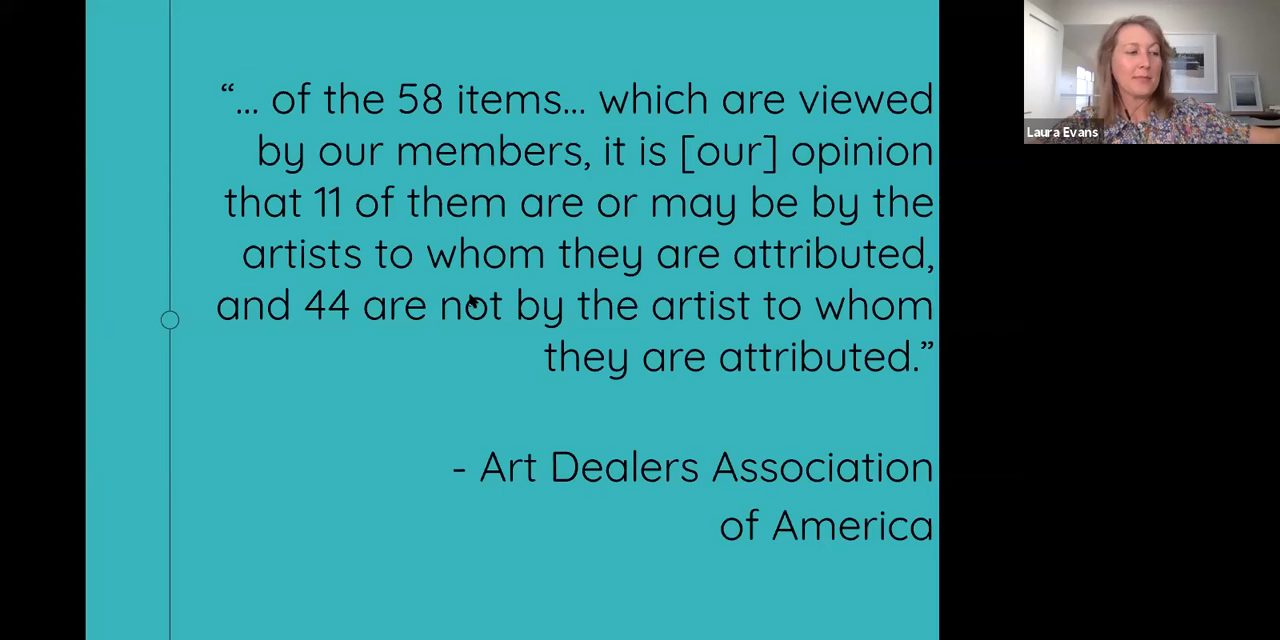 “... of the 58 items... which are viewed
by our members, it is [our] opinion
that 11 of them are or may be by the
artists to whom they are attributed,
and 44 are not by the artist to whom
they are attributed.”
- Art Dealers Association
of America
Laura Evans